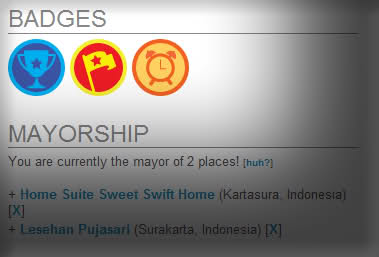 BADGES
MAYORSHIP
You are currently the mayor of 2 places! [huh?]
+ Home Suite Sweet Swift Home (Kartasura, Indonesia)
[X]
+ Lesehan Pujasari (Surakarta, Indonesia) [X]